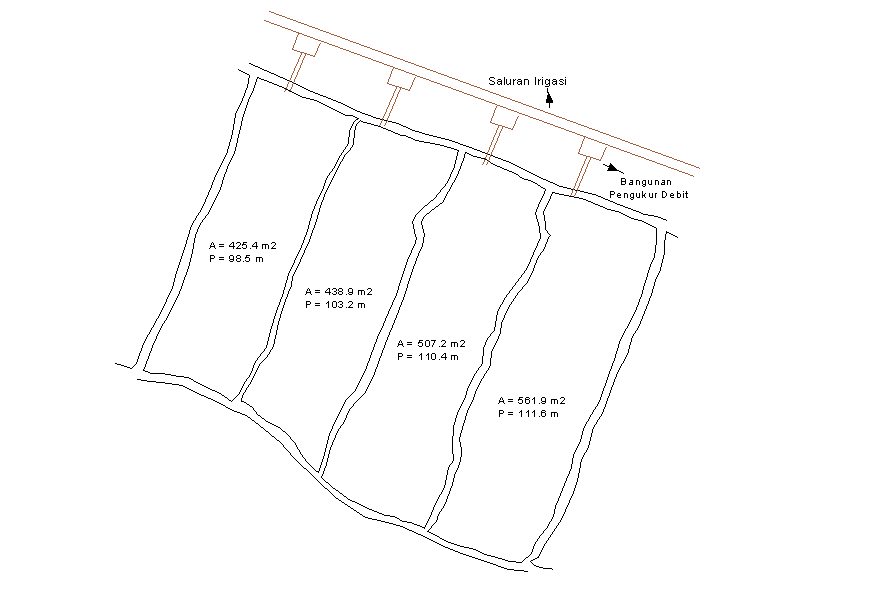 Saluran Irigasi
Bangunan
Pengukur Debit
A = 425.4 m2
P = 98.5 m
A = 438.9 m2
P = 103.2 m
A = 507.2 m2
P = 110.4 m
A = 561.9 m2
P = 111.6 m